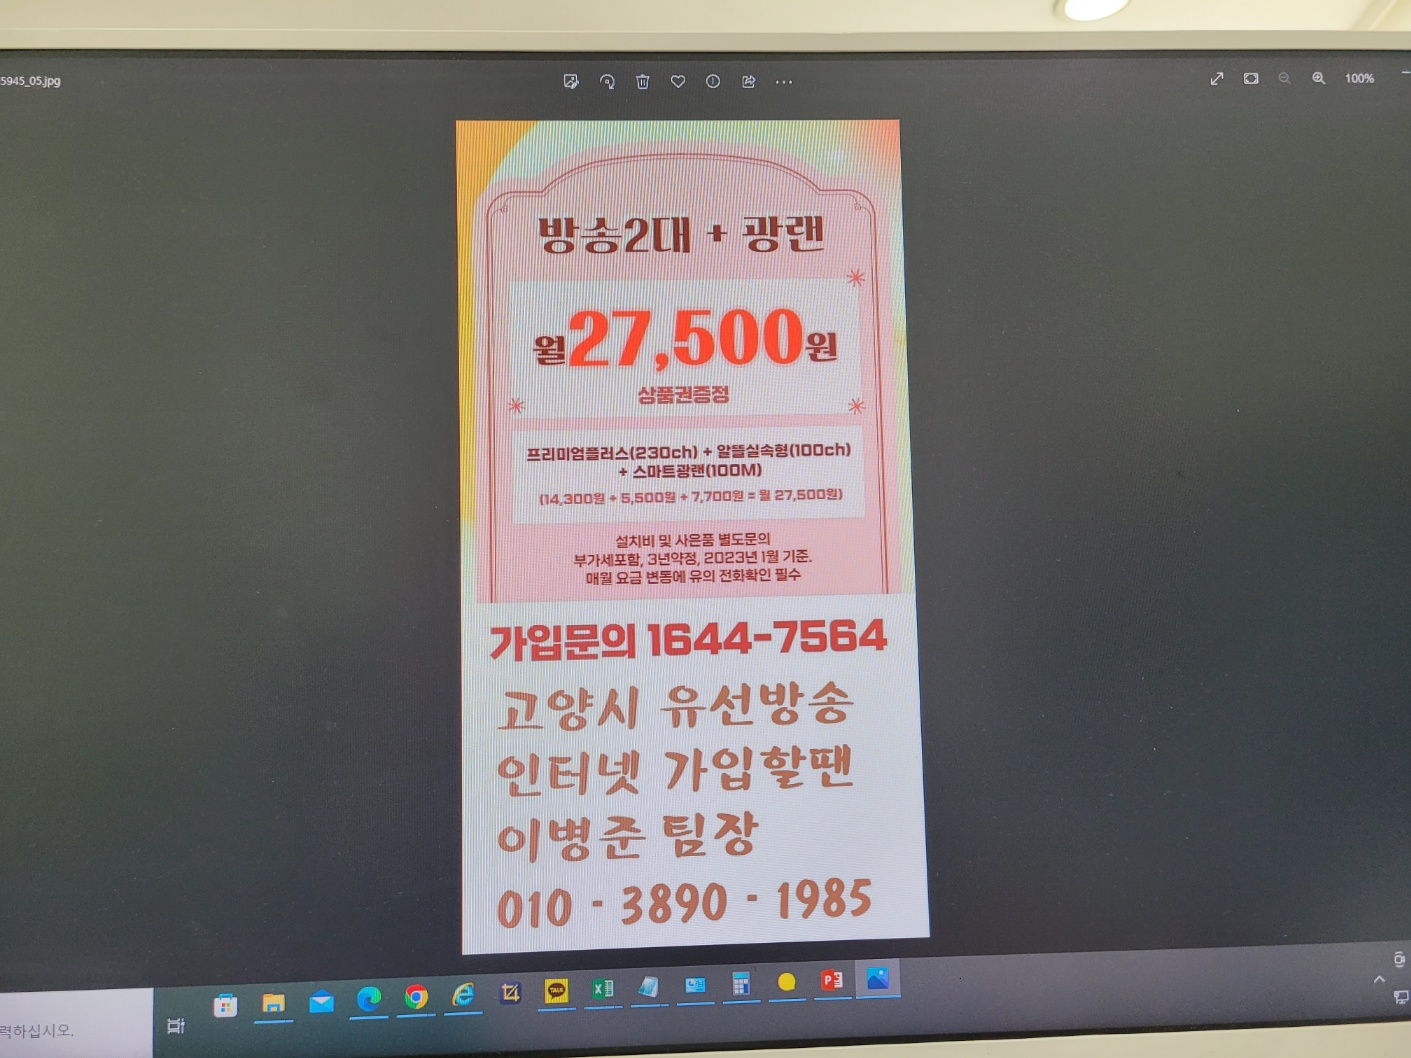 5945_05.jpg
100%
방송2대 + 광랜
월27,500원
상품권증정
프리미엄플러스(230ch) + 알뜰실속형(100ch)
+ 스마트광랜(100M)
(14,300원 + 5,500원 + 7,700원 = 월 27,500원)
설치비 및 사은품 별도문의
부가세포함, 3년약정, 2023년 1월 기준.
매월 요금 변동에 유의 전화확인 필수
가입문의 1644-7564
고양시 유선방송
인터넷 가입할땐
이병준 팀장
010 - 3890 - 1985
TALK
력하십시오.